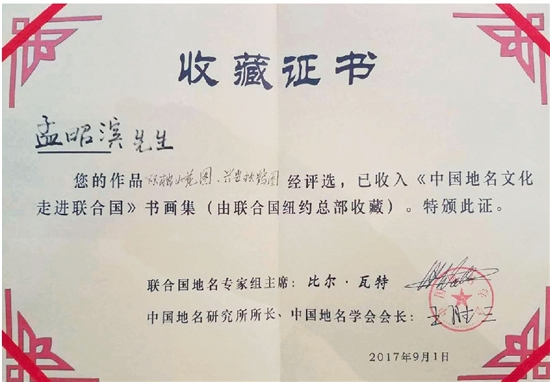 收藏证书
孟昭滨 先生
您的作品 图、 图 经评选，已收入《中国地名文化
走进联合国》书画集（由联合国纽约总部收藏）。特颁此证。
联合国地名专家组主席：比尔·瓦特
中国地名研究所所长、中国地名学会会长：
2017年9月1